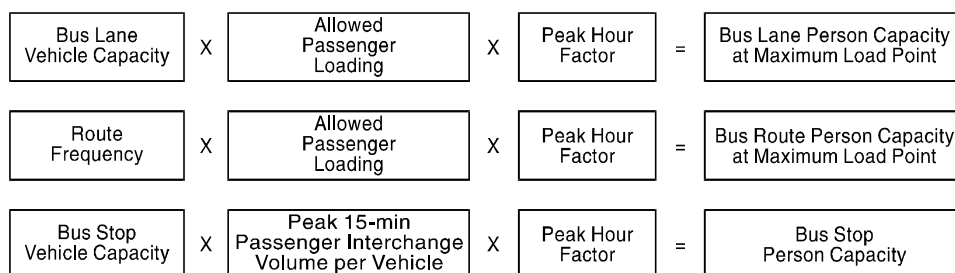 Bus Lane
Vehicle Capacity
X
Allowed
Passenger
Loading
X
Peak Hour
Factor
=
Bus Lane Person Capacity
at Maximum Load Point
Route
Frequency
X
Allowed
Passenger
Loading
X
Peak Hour
Factor
=
Bus Route Person Capacity
at Maximum Load Point
Bus Stop
Vehicle Capacity
X
Peak 15-min
Passenger Interchange
Volume per Vehicle
X
Peak Hour
Factor
=
Bus Stop
Person Capacity